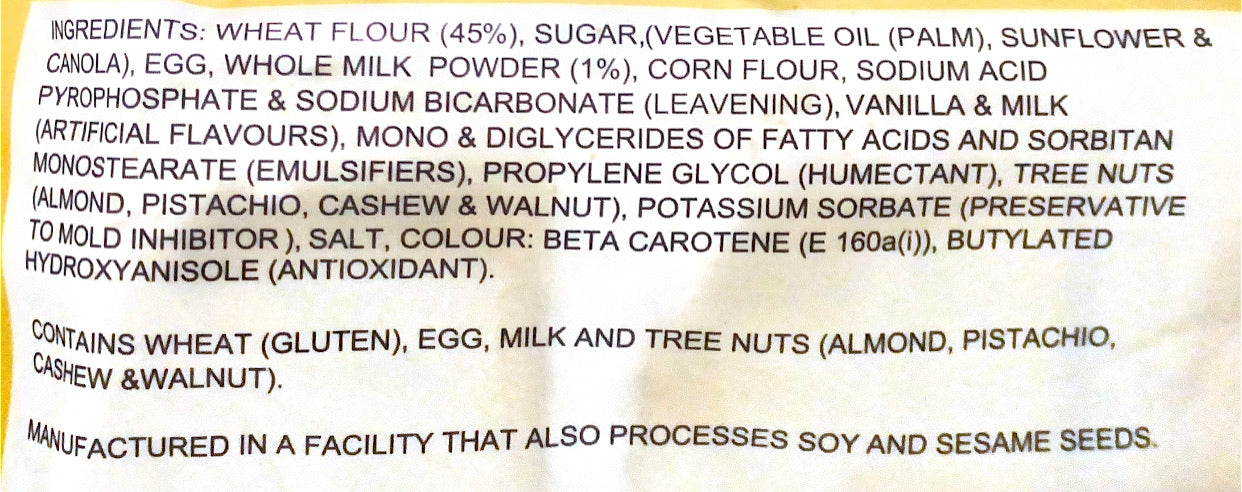 INGREDIENTS: WHEAT FLOUR (45%), SUGAR,(VEGETABLE OIL (PALM), SUNFLOWER &
CANOLA), EGG, WHOLE MILK POWDER (1%), CORN FLOUR, SODIUM ACID
PYROPHOSPHATE & SODIUM BICARBONATE (LEAVENING), VANILLA & MILK
(ARTIFICIAL FLAVOURS), MONO & DIGLYCERIDES OF FATTY ACIDS AND SORBITAN
MONOSTEARATE (EMULSIFIERS), PROPYLENE GLYCOL (HUMECTANT), TREE NUTS
(ALMOND, PISTACHIO, CASHEW & WALNUT), POTASSIUM SORBATE (PRESERVATIVE
TO MOLD INHIBITOR ), SALT, COLOUR: BETA CAROTENE (E 160a(i)), BUTYLATED
HYDROXYANISOLE (ANTIOXIDANT).
CONTAINS WHEAT (GLUTEN), EGG, MILK AND TREE NUTS (ALMOND, PISTACHIO,
CASHEW &WALNUT).
MANUFACTURED IN A FACILITY THAT ALSO PROCESSES SOY AND SESAME SEEDS.